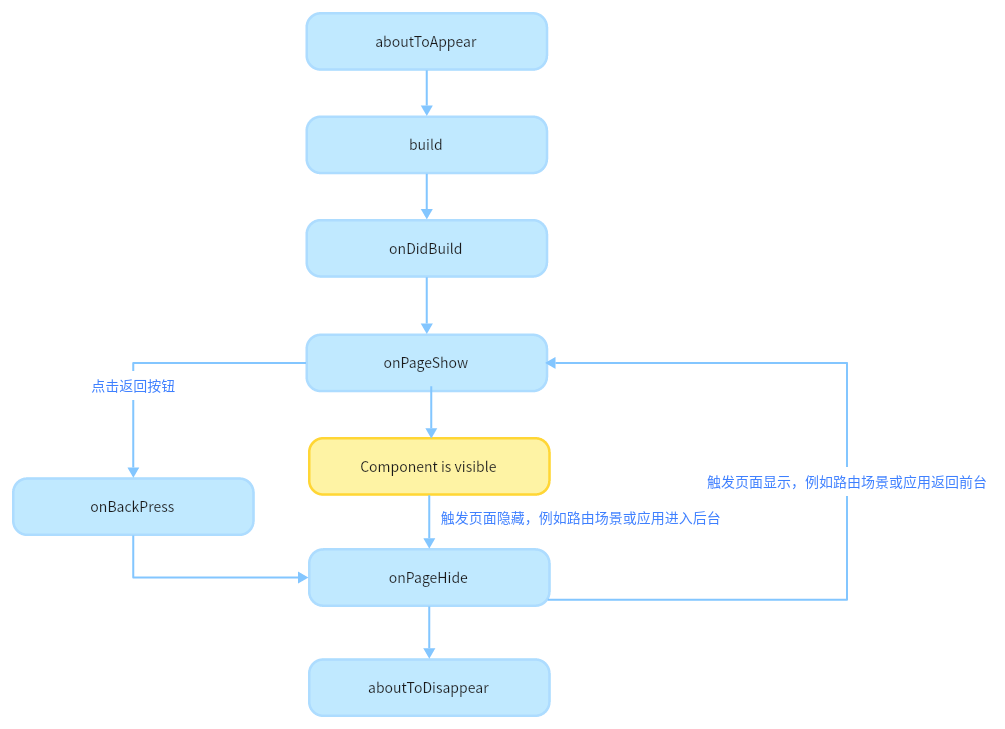 aboutToAppear
build
onDidBuild
onPageShow
点击返回按钮
Component is visible
触发页面显示，例如路由场景或应用返回前台
onBackPress
触发页面隐藏，例如路由场景或应用进入后台
onPageHide
aboutToDisappear